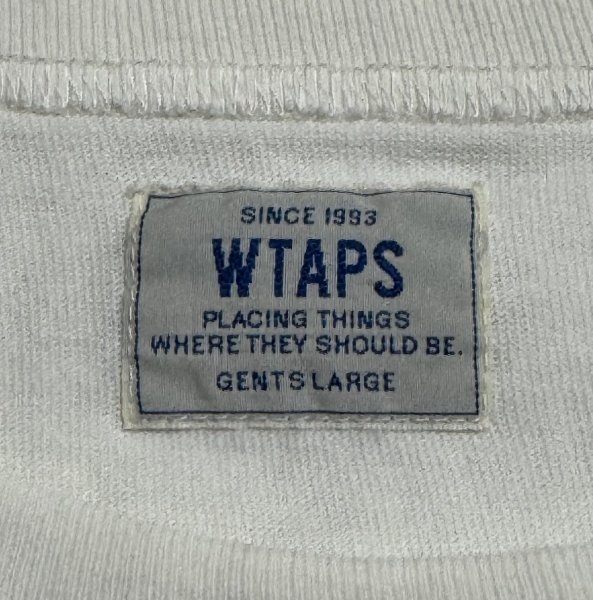 SINCE 1993
WTAPS
PLACING THINGS
WHERE THEY SHOULD BE.
GENTS LARGE